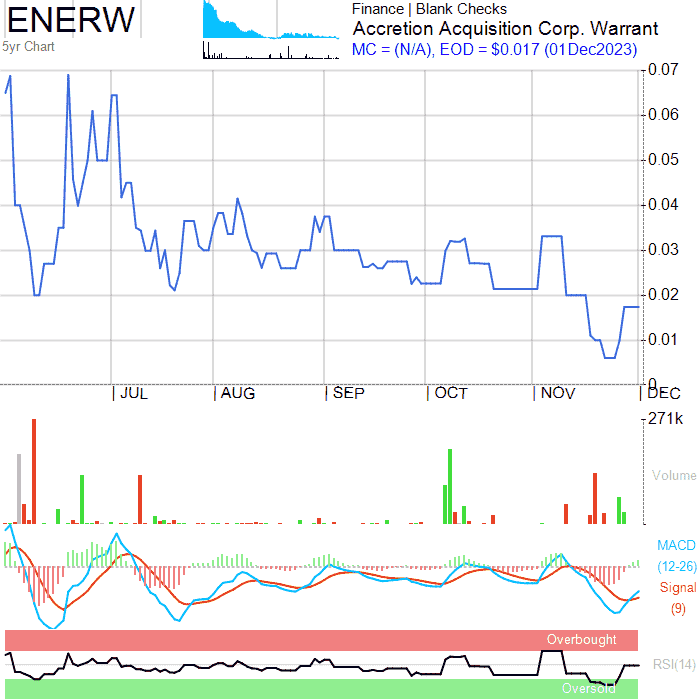 ENERW
5yr Chart
Finance | Blank Checks
Accretion Acquisition Corp. Warrant
MC = (N/A), EOD = $0.017 (01Dec2023)
0.07
0.06
0.05
0.04
0.03
0.02
0.01
0
JUL AUG SEP OCT NOV DEC
271k
Volume
MACD
(12-26)
Signal
(9)
Overbought
RSI(14)
Oversold